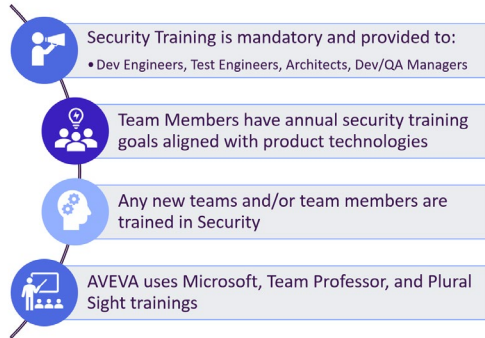 Security Training is mandatory and provided to:
•Dev Engineers, Test Engineers, Architects, Dev/QA Managers
Team Members have annual security training
goals aligned with product technologies
Any new teams and/or team members are
trained in Security
AVEVA uses Microsoft, Team Professor, and Plural
Sight trainings